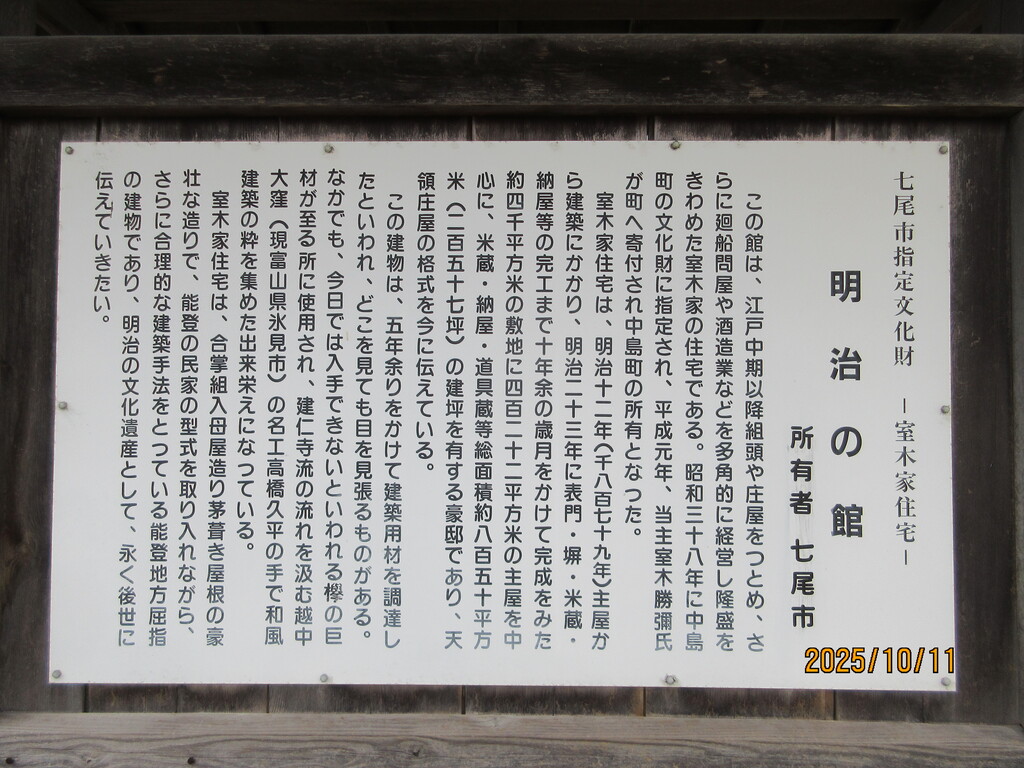 七尾市指定文化財 ー室木家住宅ー
明治の館
所有者 七尾市
この館は、江戸中期以降組頭や庄屋をつとめ、さ
らに廻船問屋や酒造業などを多角的に経営し隆盛を
きわめた室木家の住宅である。昭和三十八年に中島
町の文化財に指定され、平成元年、当主室木勝彌氏
が町へ寄付され中島町の所有となつた。
室木家住宅は、明治十二年(千八百七十九年)主屋か
ら建築にかかり、明治二十三年に表門・塀・米蔵・
納屋等の完工まで十年余の歳月をかけて完成をみた
約四千平方米の敷地に四百二十二平方米の主屋を中
心に、米蔵・納屋・道具蔵等総面積約八百五十平方
米(二百五十七坪)の建坪を有する豪邸であり、天
領庄屋の格式を今に伝えている。
この建物は、五年余りをかけて建築用材を調達し
たといわれ、どこを見ても目を見張るものがある。
なかでも、今日では入手できないといわれる欅の巨
材が至る所に使用され、建仁寺流の流れを汲む越中
大窪(現富山県氷見市)の名工高橋久平の手で和風
建築の粋を集めた出来栄えになつている。
室木家住宅は、合掌組入母屋造り茅葺き屋根の豪
壮な造りで、能登の民家の型式を取り入れながら、
さらに合理的な建築手法をとつている能登地方屈指
の建物であり、明治の文化遺産として、永く後世に
伝えていきたい。
2025/10/11